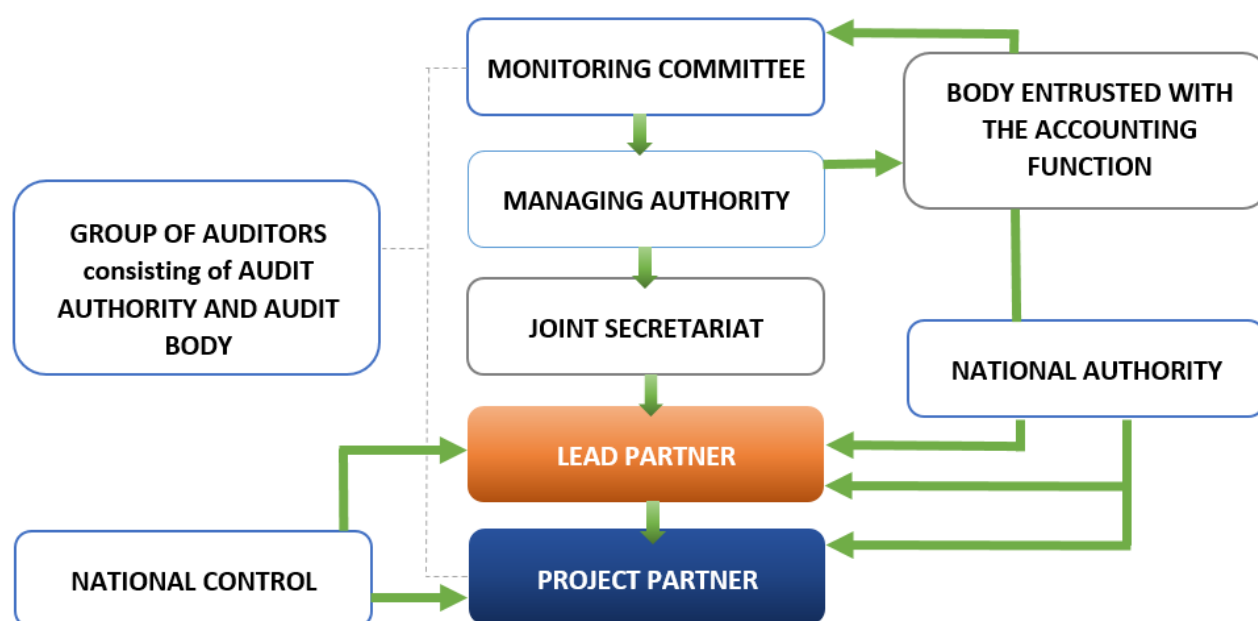 MONITORING COMMITTEE
BODY ENTRUSTED WITH
THE ACCOUNTING
FUNCTION
MANAGING AUTHORITY
GROUP OF AUDITORS
consisting of AUDIT
AUTHORITY AND AUDIT
BODY
JOINT SECRETARIAT
NATIONAL AUTHORITY
LEAD PARTNER
NATIONAL CONTROL
PROJECT PARTNER